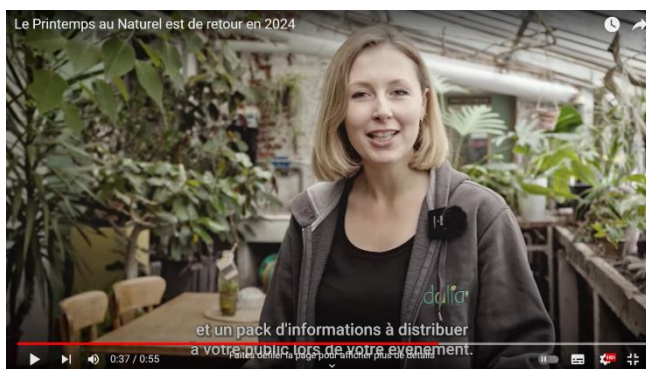 Le Printemps au Naturel est de retour en 2024
dalia
et un pack d'informations à distribuer
à votre public lors de votre événement.
Faites défiler la page pour afficher plus de détails
0:37 / 0:55
HD